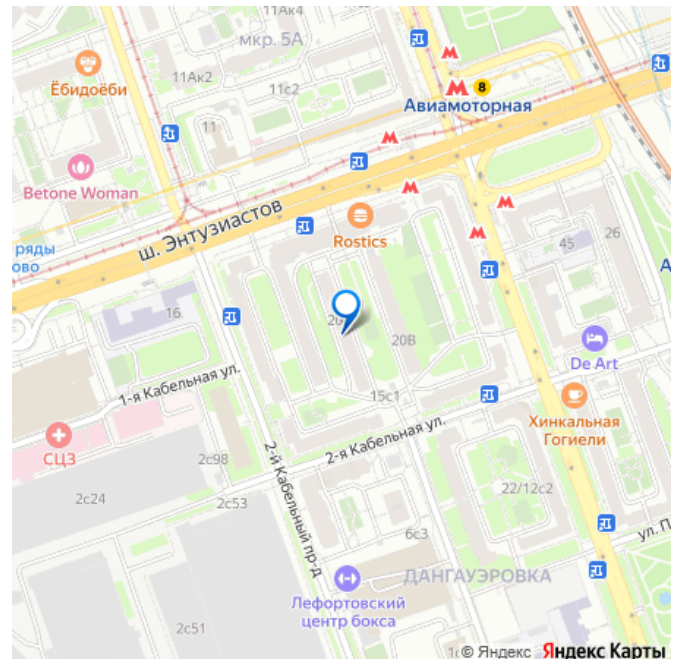 11Ак4
мкр. 5А
Ёбидоёби
11Ак2
11с2
8
Авиамоторная
11
Betone Woman
ш. Энтузиастов
Rostics
45
26
ряды
ово
16
20В
De Art
1-я Кабельная ул.
15с1
Хинкальная
Гогиели
СЦЗ
2с98
2-я Кабельная ул.
2с24
2с53
2-й Кабельный пр-д
22/12с2
6с3
ул. П
ДАНГАУЭРОВКА
Лефортовский
центр бокса
2с51
© Яндекс Яндекс Карты